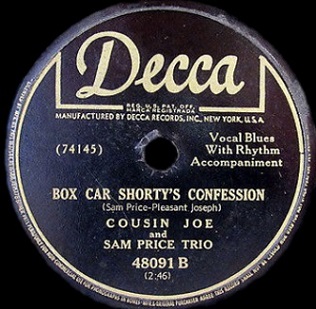 Decca
REG. U.S. PAT. OFF.
MARCA REGISTRADA
MANUFACTURED BY DECCA RECORDS, INC., NEW YORK, U.S.A.
(74145)
Vocal Blues
With Rhythm
Accompaniment
BOX CAR SHORTY'S CONFESSION
(Sam Price-Pleasant Joseph)
COUSIN JOE
and
SAM PRICE TRIO
48091 B
(2:46)